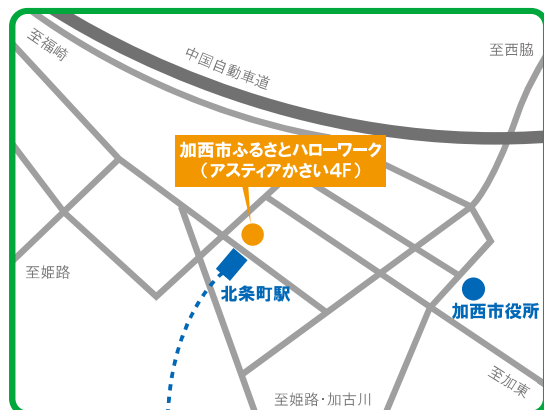 至福崎
中国自動車道
至西脇
加西市ふるさとハローワーク
（アスティアかさい4F）
至姫路
北条町駅
加西市役所
至加東
至姫路・加古川